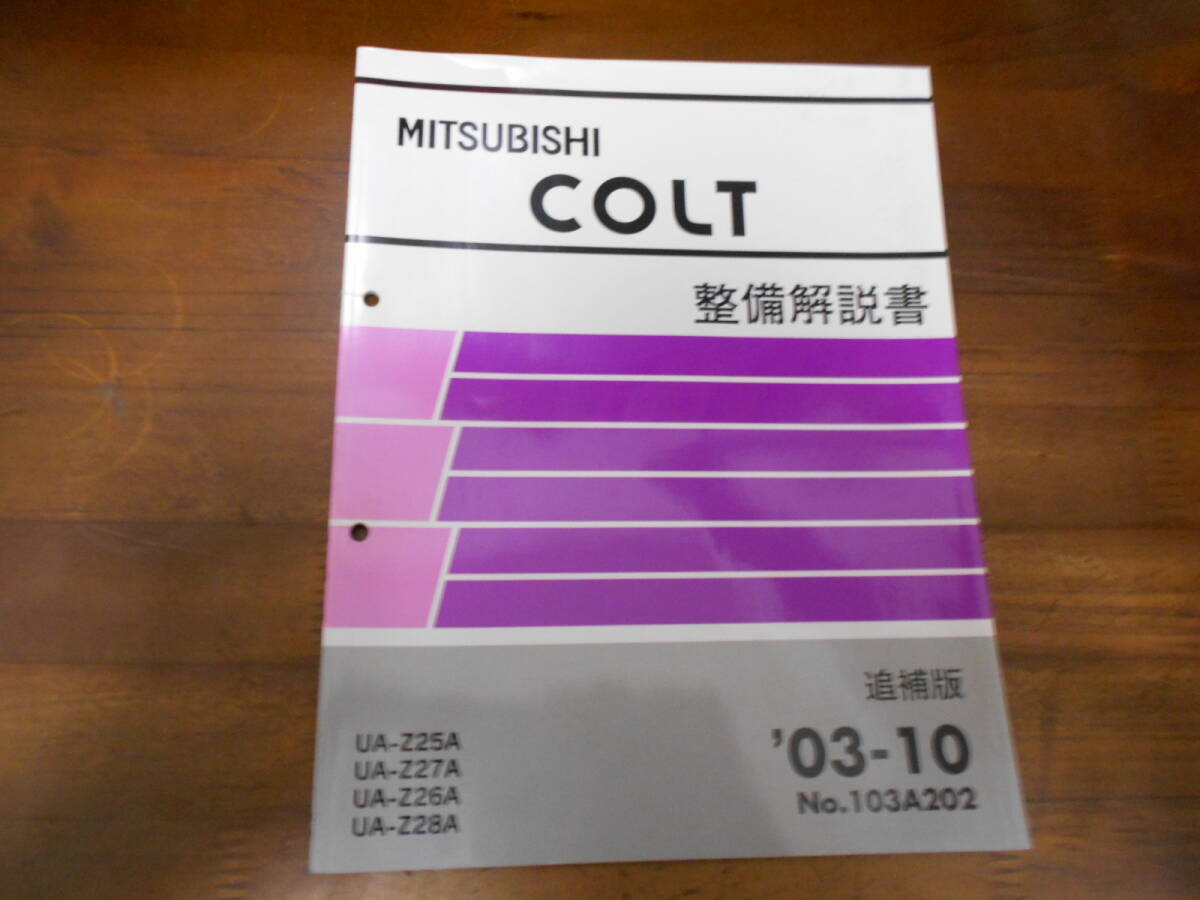 MITSUBISHI
COLT
整備解説書
追補版
'03-10
No.103A202
UA-Z25A
UA-Z27A
UA-Z26A
UA-Z28A